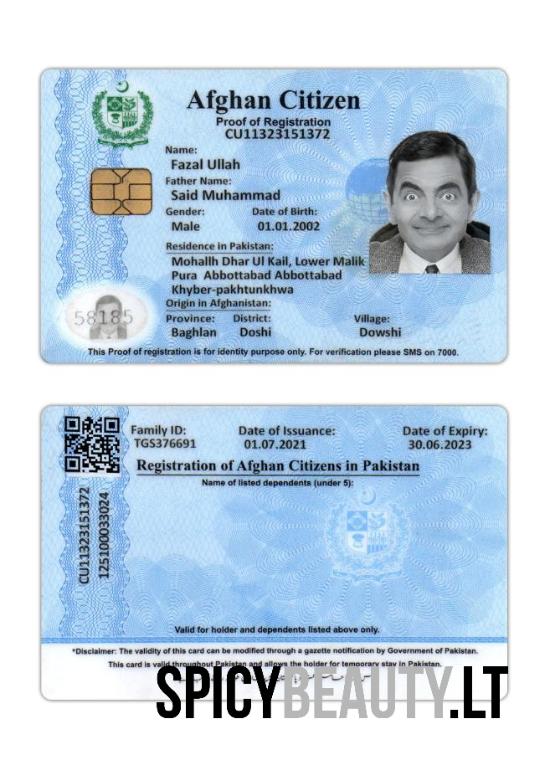 Afghan Citizen
Proof of Registration
CU11323151372
Name:
Fazal Ullah
Father Name:
Said Muhammad
Gender: Date of Birth:
Male 01.01.2002
Residence in Pakistan:
Mohallh Dhar Ul Kail, Lower Malik
Pura Abbottabad Abbottabad
Khyber-pakhtunkhwa
Origin in Afghanistan:
Province: District: Village:
Baghlan Doshi Dowshi
58185
This Proof of registration is for identity purpose only. For verification please SMS on 7000.
Family ID: Date of Issuance: Date of Expiry:
TGS376691 01.07.2021 30.06.2023
Registration of Afghan Citizens in Pakistan
Name of listed dependents (under 5):
CU11323151372
125100033024
Valid for holder and dependents listed above only.
*Disclaimer: The validity of this card can be modified through a gazette notification by Government of Pakistan.
This card is valid throughout Pakistan and allows the holder for temporary stay in Pakistan.
SPICYBEAUTY.LT